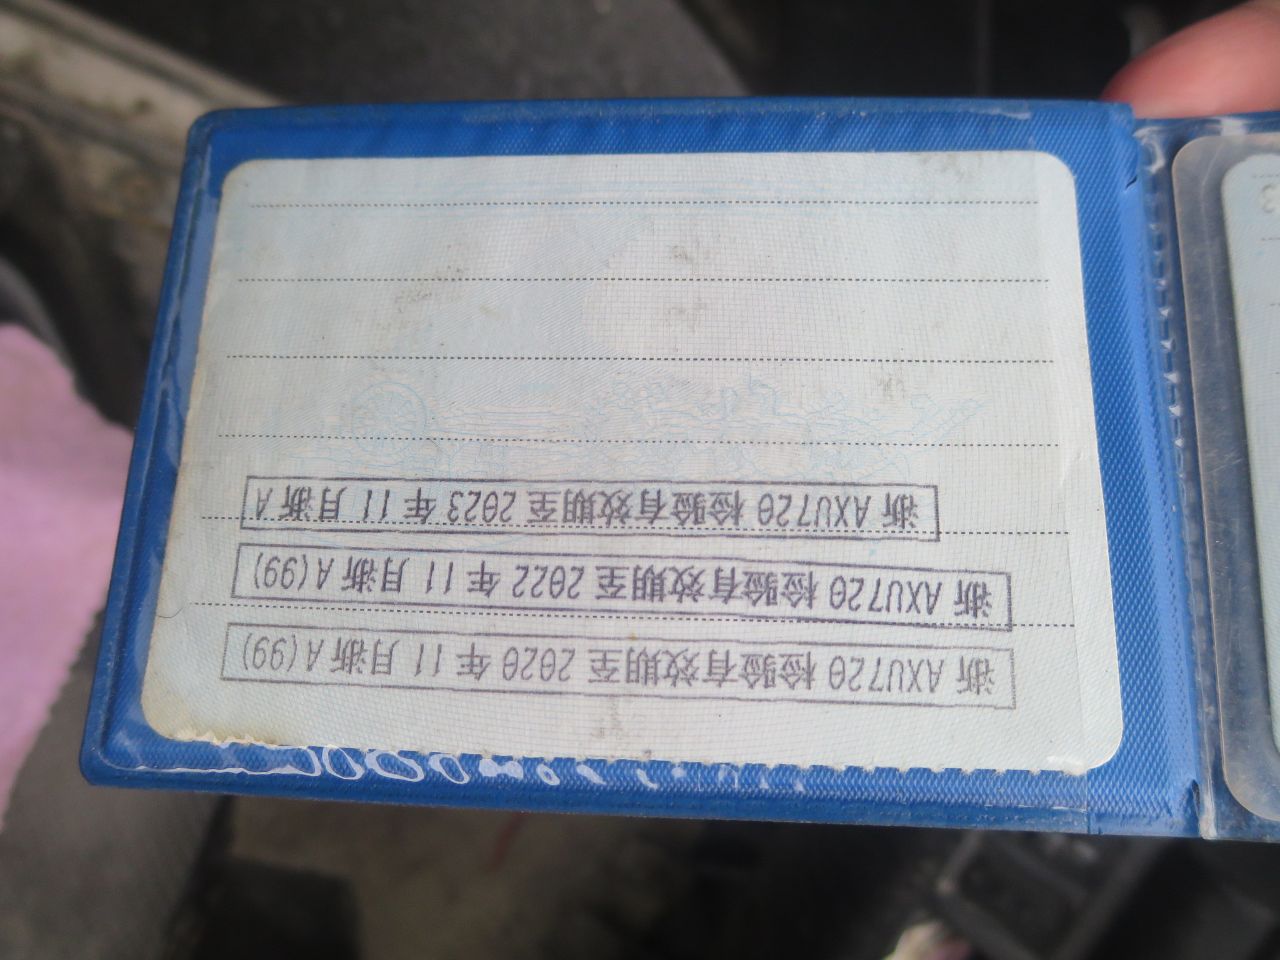 浙 AXU720 检验有效期至 2020 年 11 月浙 A(99)
浙 AXU720 检验有效期至 2022 年 11 月浙 A(99)
浙 AXU720 检验有效期至 2023 年 11 月浙 A